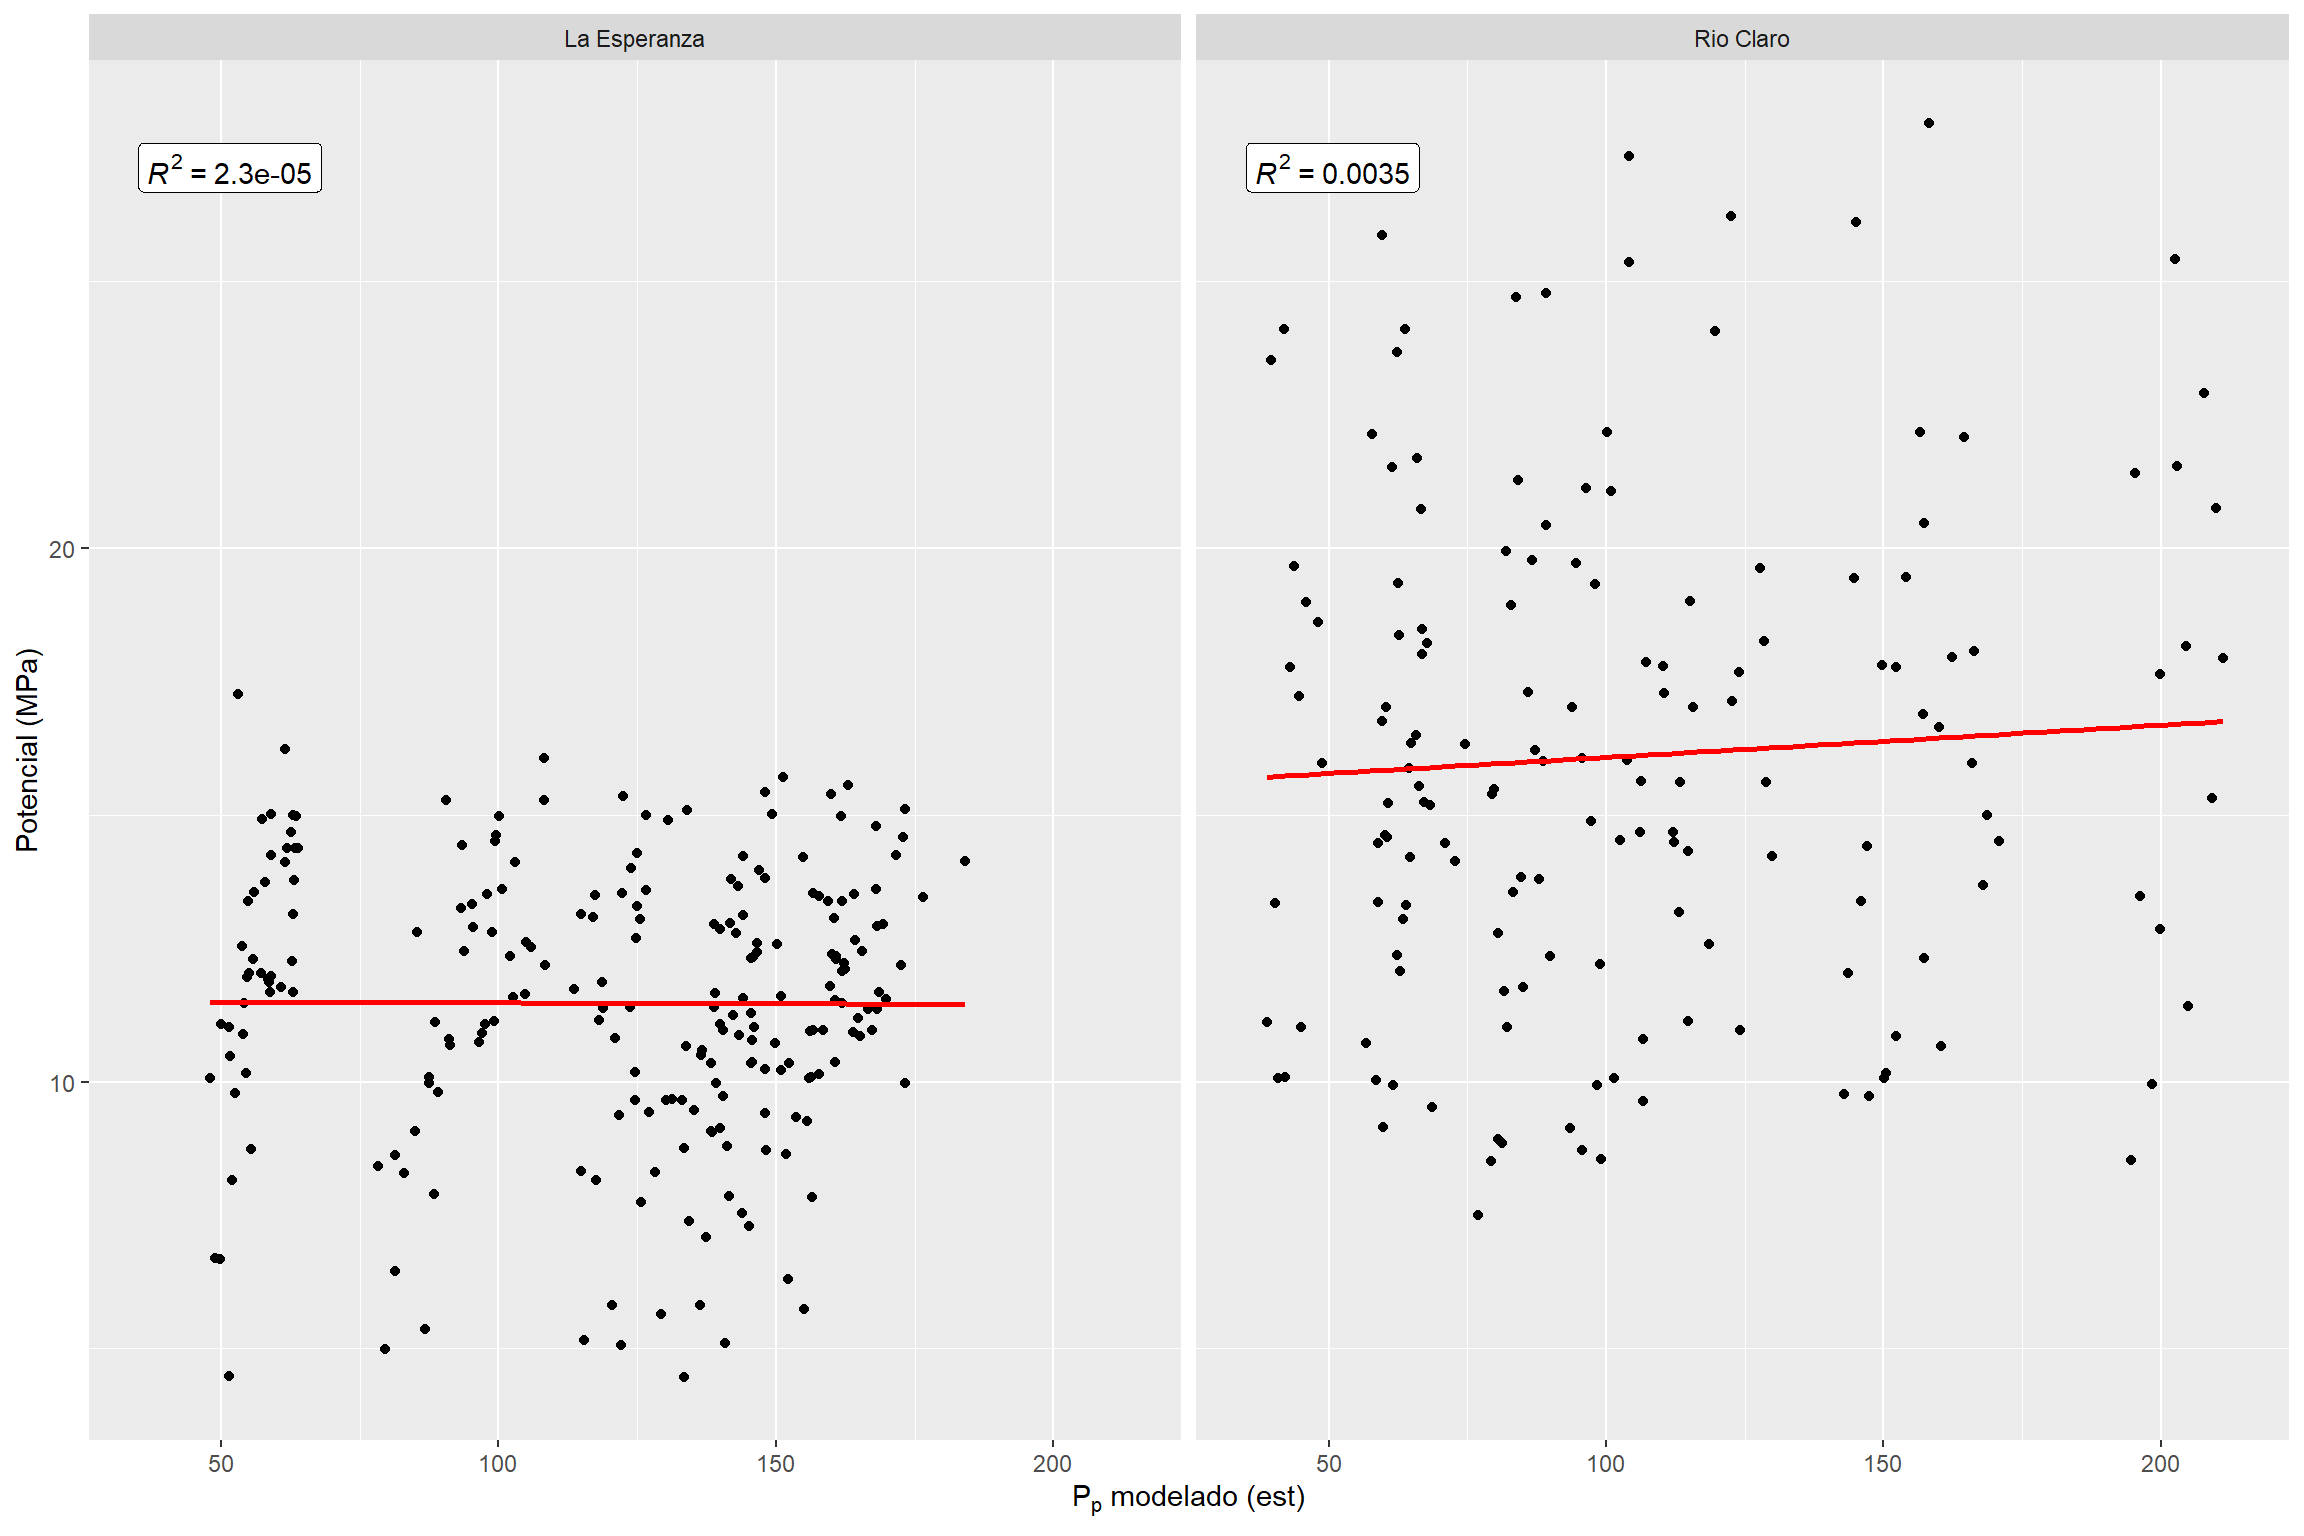 La Esperanza
Rio Claro
R² = 2.3e-05
R² = 0.0035
20
10
Potencial (MPa)
50 100 150 200
50 100 150 200
Pₚ modelado (est)